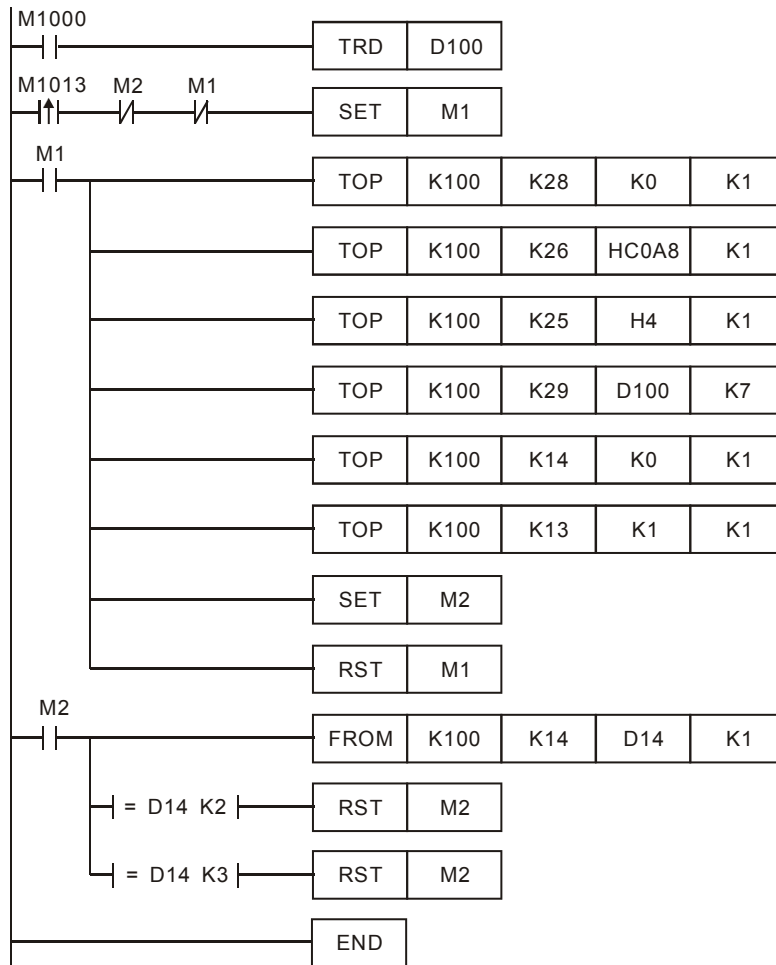 M1000
TRD D100
M1013 M2 M1
SET M1
M1
TOP K100 K28 K0 K1
TOP K100 K26 HC0A8 K1
TOP K100 K25 H4 K1
TOP K100 K29 D100 K7
TOP K100 K14 K0 K1
TOP K100 K13 K1 K1
SET M2
RST M1
M2
FROM K100 K14 D14 K1
= D14 K2 RST M2
= D14 K3 RST M2
END